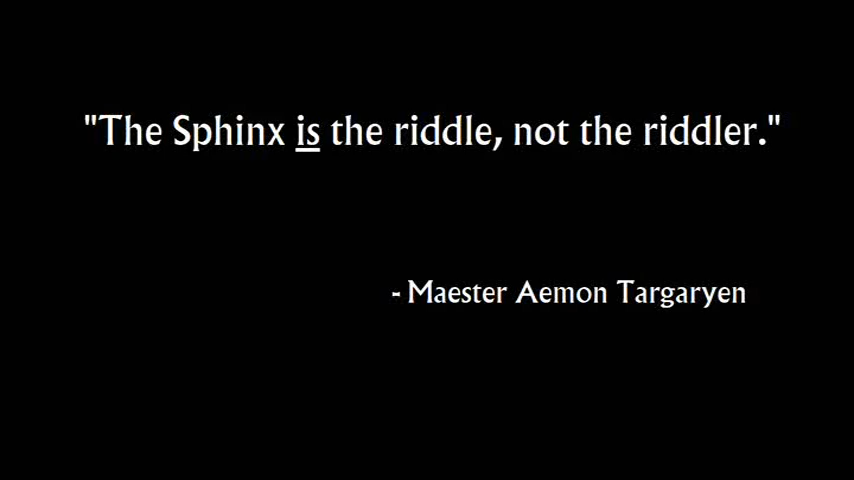 "The Sphinx is the riddle, not the riddler."
- Maester Aemon Targaryen